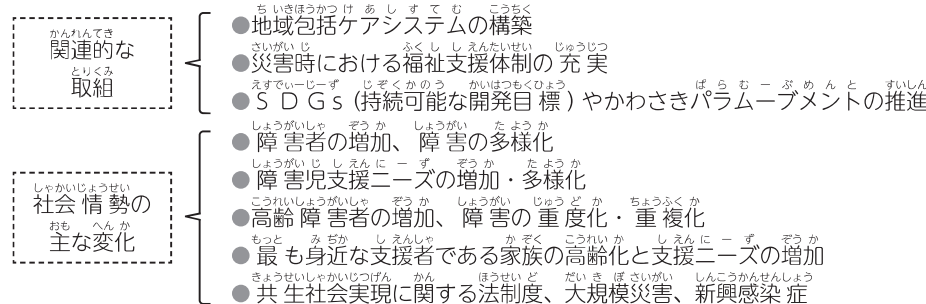 関連的な
取組
●地域包括ケアシステムの構築
●災害時における福祉支援体制の充実
●ＳＤＧｓ(持続可能な開発目標)やかわさきパラムーブメントの推進
社会情勢の
主な変化
●障害者の増加、障害の多様化
●障害児支援ニーズの増加・多様化
●高齢障害者の増加、障害の重度化・重複化
●最も身近な支援者である家族の高齢化と支援ニーズの増加
●共生社会実現に関する法制度、大規模災害、新興感染症